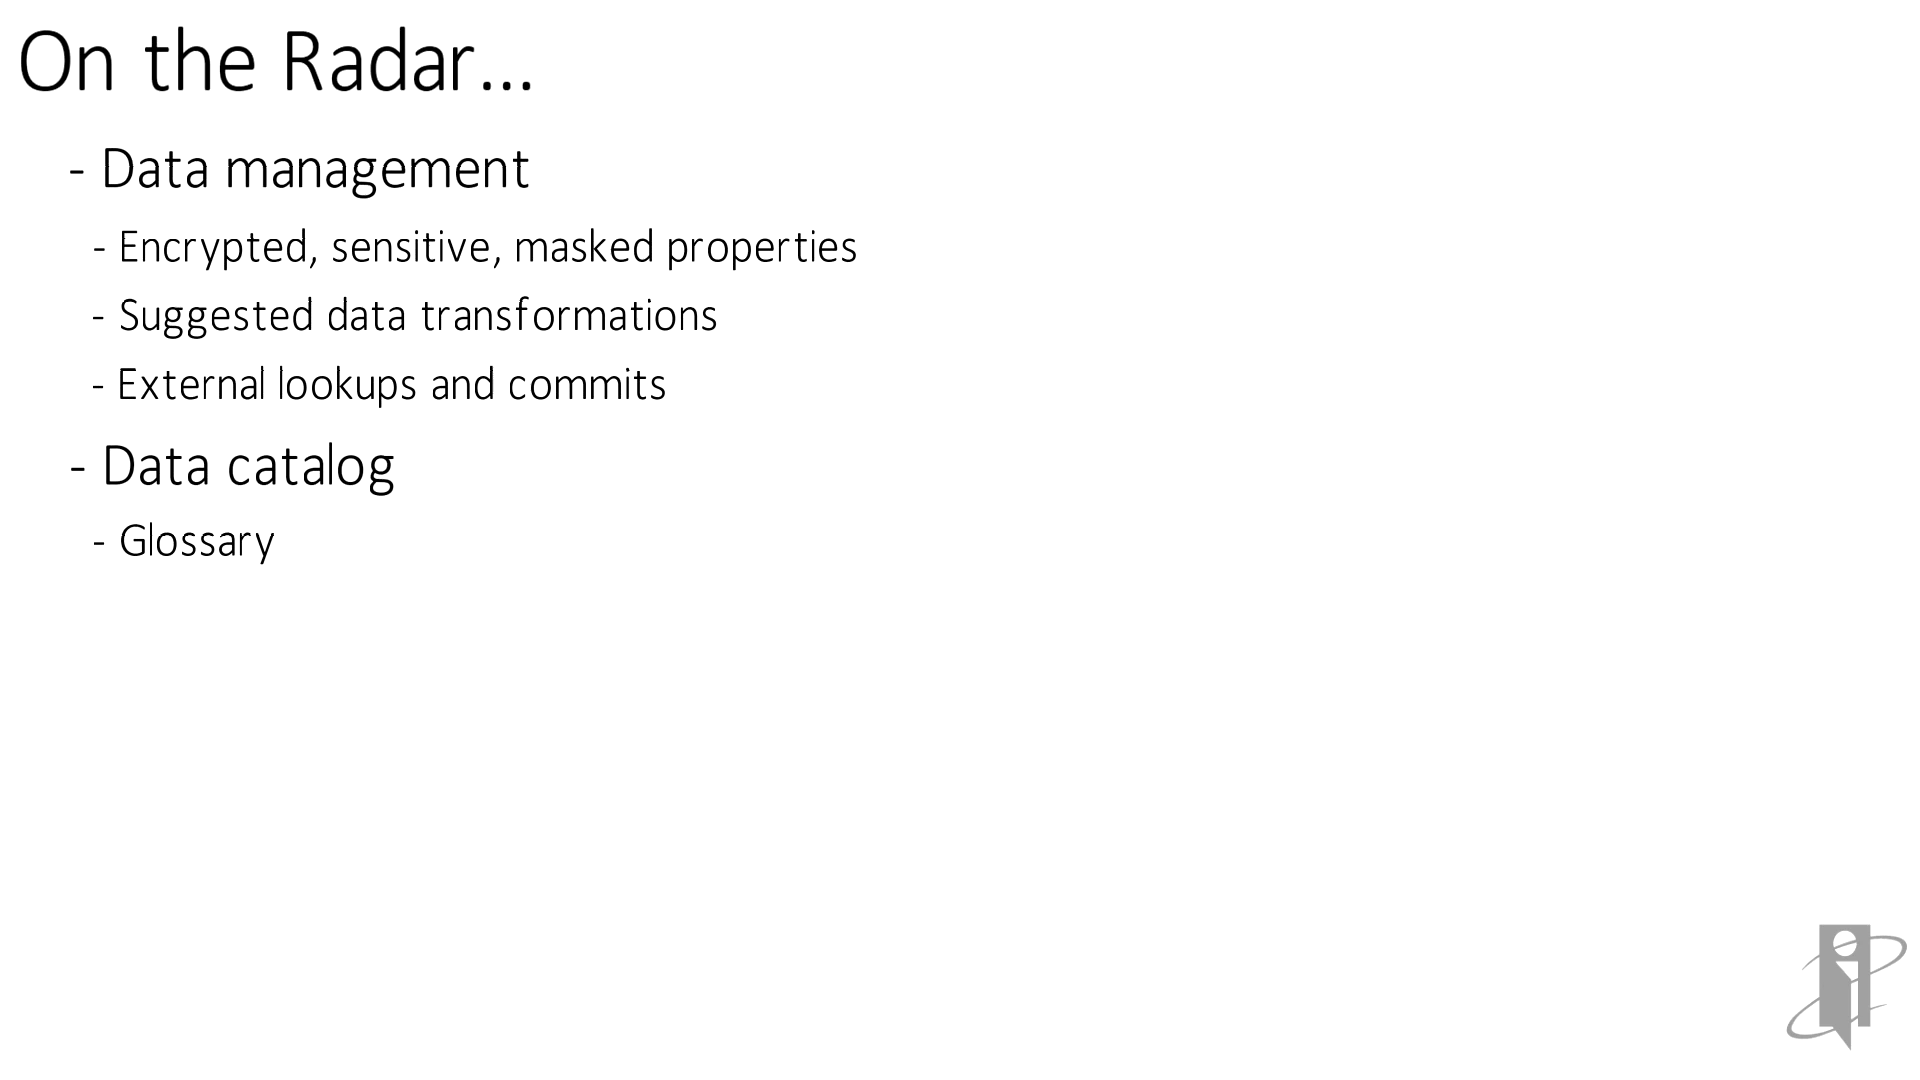 On the Radar...
- Data management
- Encrypted, sensitive, masked properties
- Suggested data transformations
- External lookups and commits
- Data catalog
- Glossary